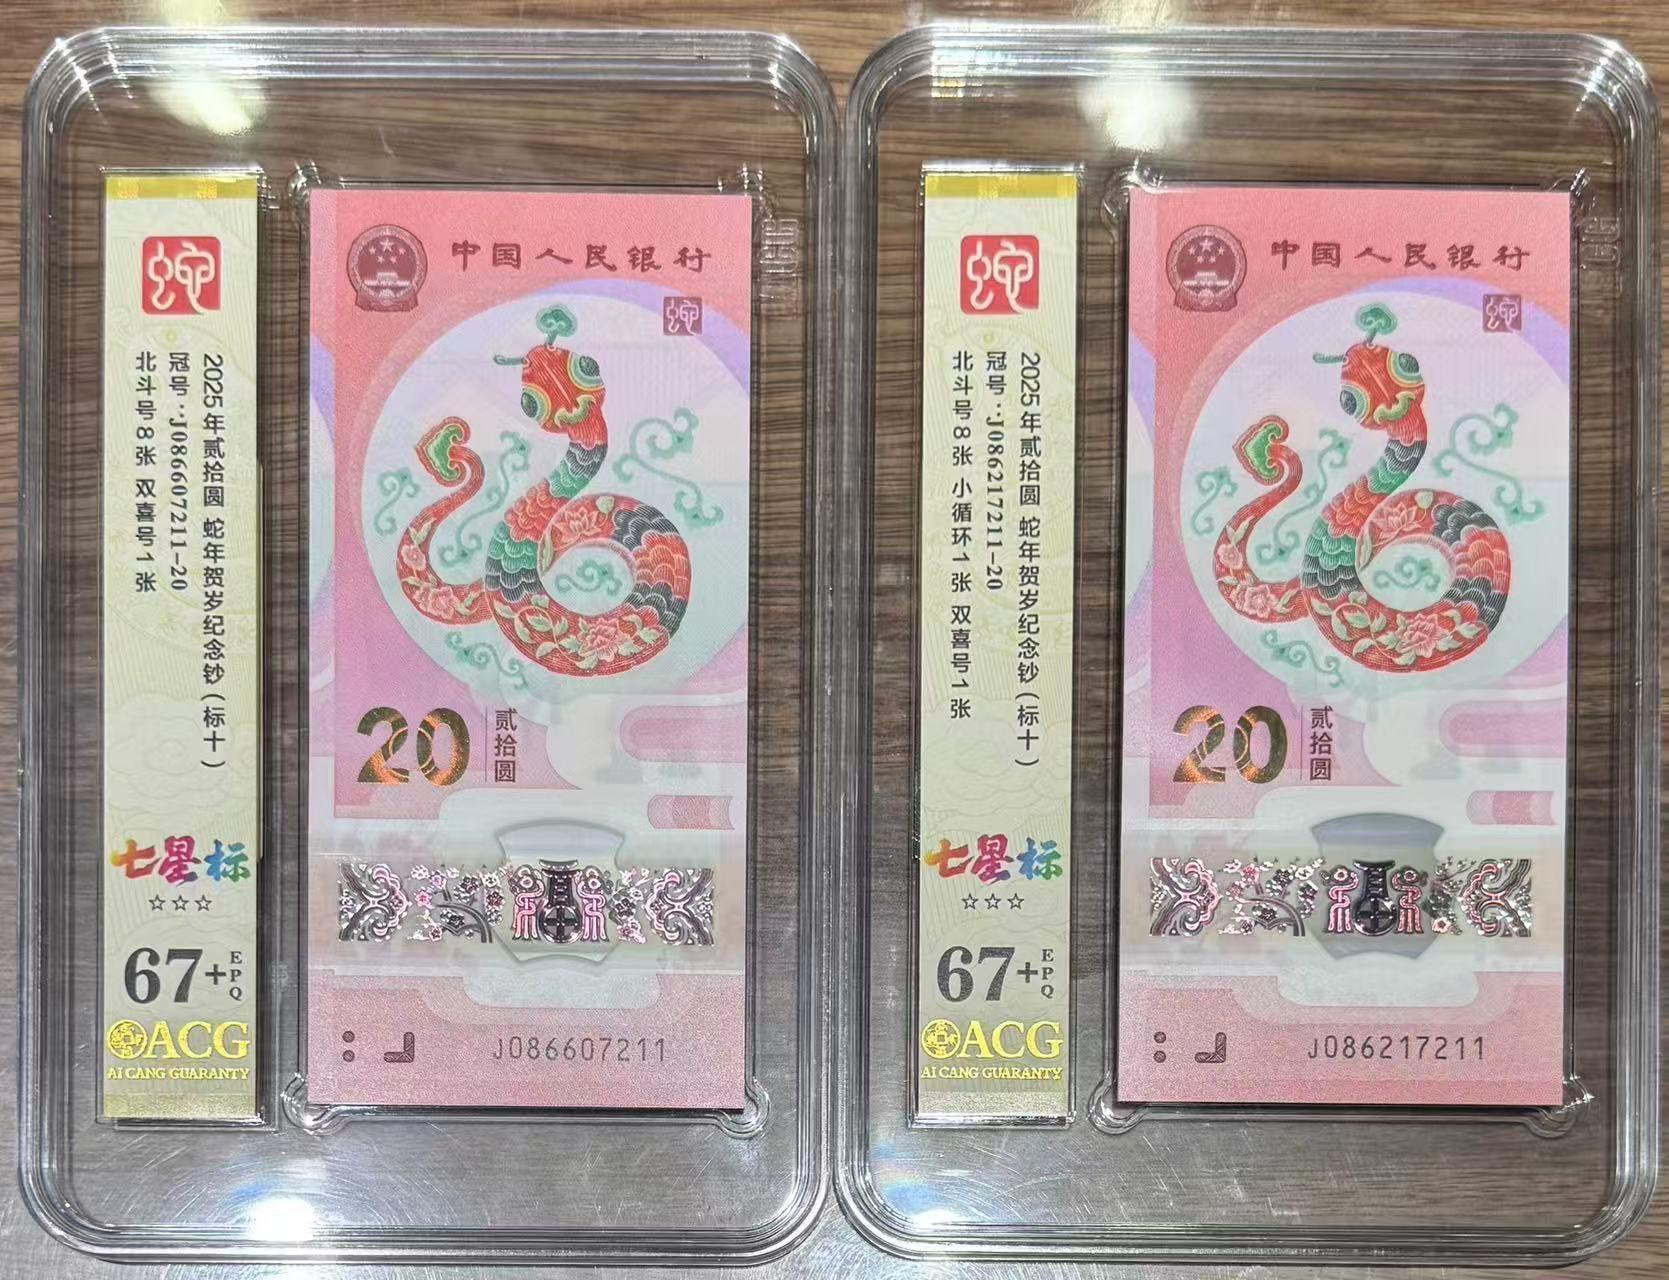 蛇
2025年贰拾圆 蛇年贺岁纪念钞（标十）
冠号：J086607211-20
北斗号8张 双喜号1张
七星标
☆☆☆
67+
EPQ
ACG
AI CANG GUARANTY
中国人民银行
蛇
20
贰拾圆
J086607211
蛇
2025年贰拾圆 蛇年贺岁纪念钞（标十）
冠号：J086217211-20
北斗号8张 小循环1张 双喜号1张
七星标
☆☆☆
67+
EPQ
ACG
AI CANG GUARANTY
中国人民银行
蛇
20
贰拾圆
J086217211